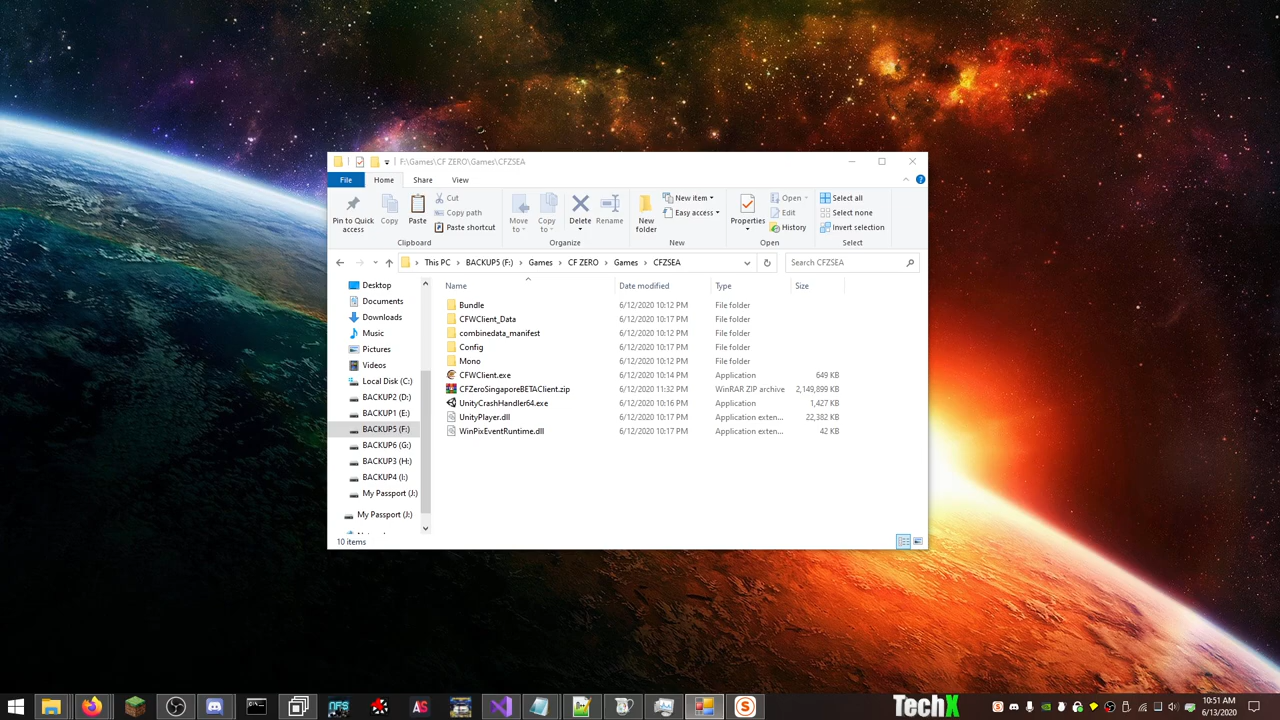 F:\Games\CF ZERO\Games\CFZSEA
File Home Share View
Pin to Quick access
Copy
Paste
Cut
Copy path
Paste shortcut
Clipboard
Move to
Copy to
Delete
Rename
Organize
New folder
New item
Easy access
New
Properties
Open
Edit
History
Open
Select all
Select none
Invert selection
Select
This PC > BACKUP5 (F:) > Games > CF ZERO > Games > CFZSEA
Search CFZSEA
Desktop
Documents
Downloads
Music
Pictures
Videos
Local Disk (C:)
BACKUP2 (D:)
BACKUP1 (E:)
BACKUP5 (F:)
BACKUP6 (G:)
BACKUP3 (H:)
BACKUP4 (I:)
My Passport (J:)
My Passport (J:)
Name Date modified Type Size
Bundle 6/12/2020 10:12 PM File folder
CFWClient_Data 6/12/2020 10:17 PM File folder
combinedata_manifest 6/12/2020 10:12 PM File folder
Config 6/12/2020 10:17 PM File folder
Mono 6/12/2020 10:12 PM File folder
CFWClient.exe 6/12/2020 10:14 PM Application 649 KB
CFZeroSingaporeBETAClient.zip 6/12/2020 11:32 PM WinRAR ZIP archive 2,149,899 KB
UnityCrashHandler64.exe 6/12/2020 10:16 PM Application 1,427 KB
UnityPlayer.dll 6/12/2020 10:17 PM Application exten... 22,382 KB
WinPixEventRuntime.dll 6/12/2020 10:17 PM Application exten... 42 KB
10 items
NFS
AS
S
TechX
10:51 AM
6/13/2020